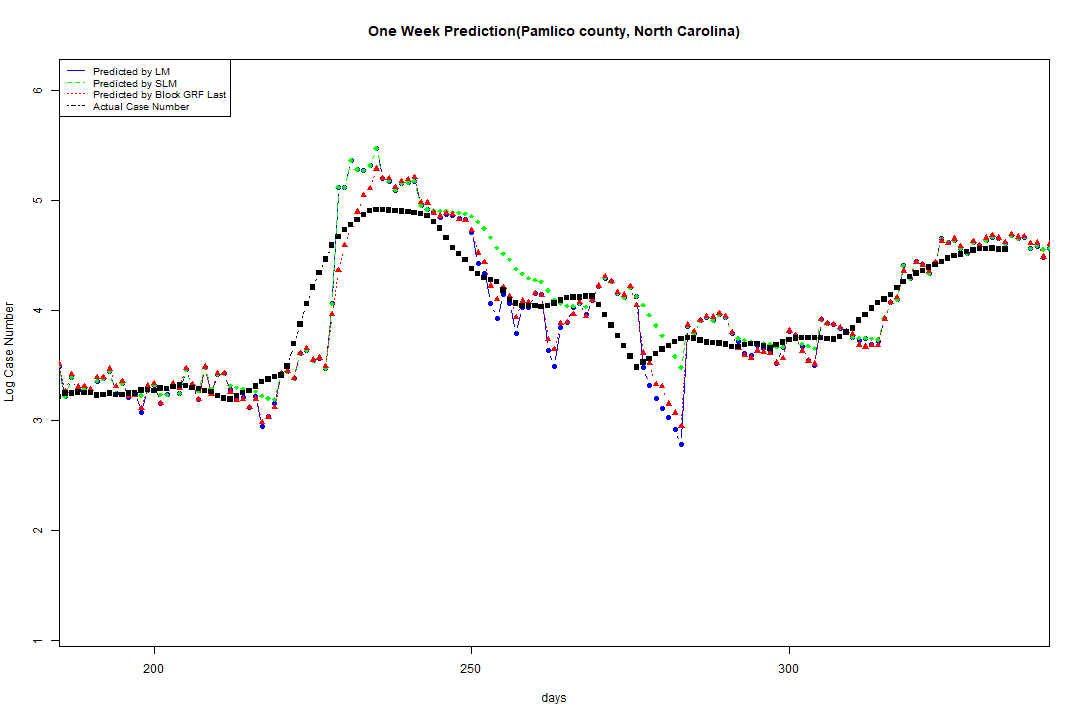 One Week Prediction(Pamlico county, North Carolina)
Predicted by LM
Predicted by SLM
Predicted by Block GRF Last
Actual Case Number
Log Case Number
6
5
4
3
2
1
200
250
300
days